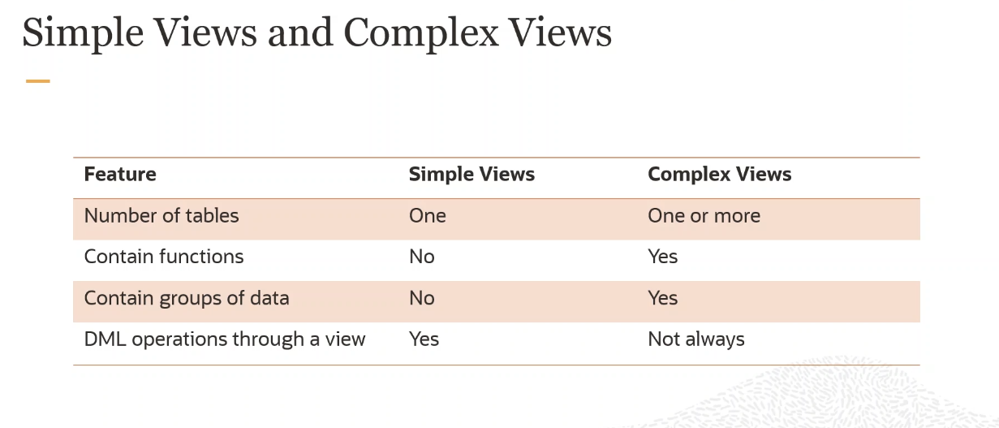 Simple Views and Complex Views
Feature Simple Views Complex Views
Number of tables One One or more
Contain functions No Yes
Contain groups of data No Yes
DML operations through a view Yes Not always